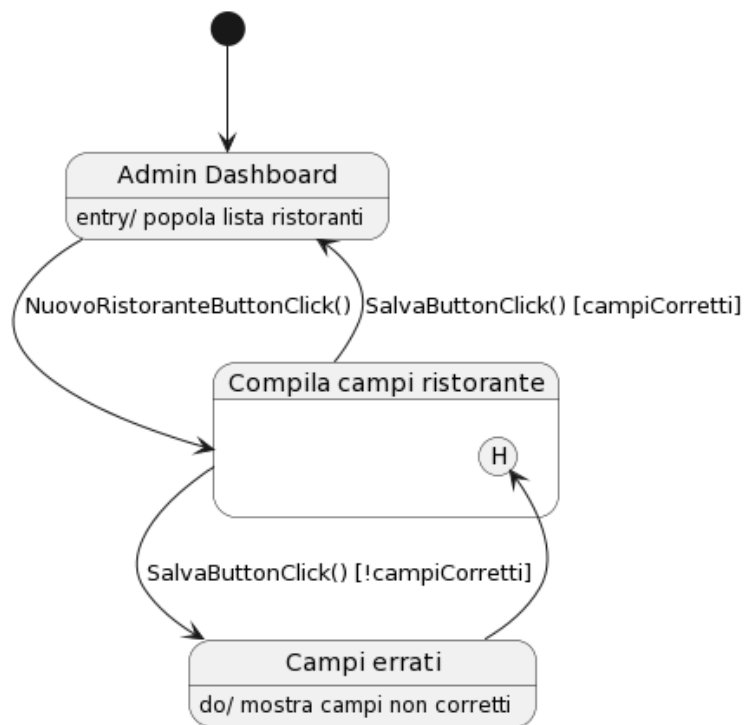 Admin Dashboard
entry/ popola lista ristoranti
NuovoRistoranteButtonClick()
SalvaButtonClick() [campiCorretti]
Compila campi ristorante
H
SalvaButtonClick() [!campiCorretti]
Campi errati
do/ mostra campi non corretti